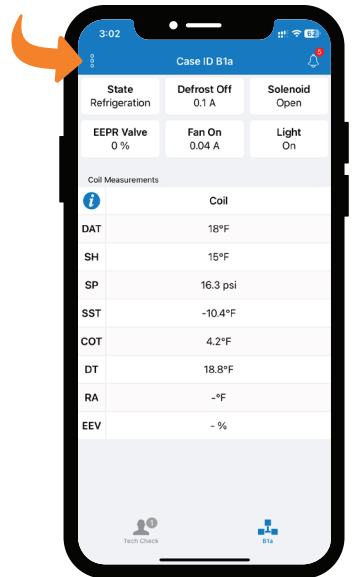 3:02
62
5
Case ID B1a
State
Refrigeration
Defrost Off
0.1 A
Solenoid
Open
EEPR Valve
0 %
Fan On
0.04 A
Light
On
Coil Measurements
i Coil
DAT 18°F
SH 15°F
SP 16.3 psi
SST -10.4°F
COT 4.2°F
DT 18.8°F
RA -°F
EEV - %
1
Tech Check
B1a